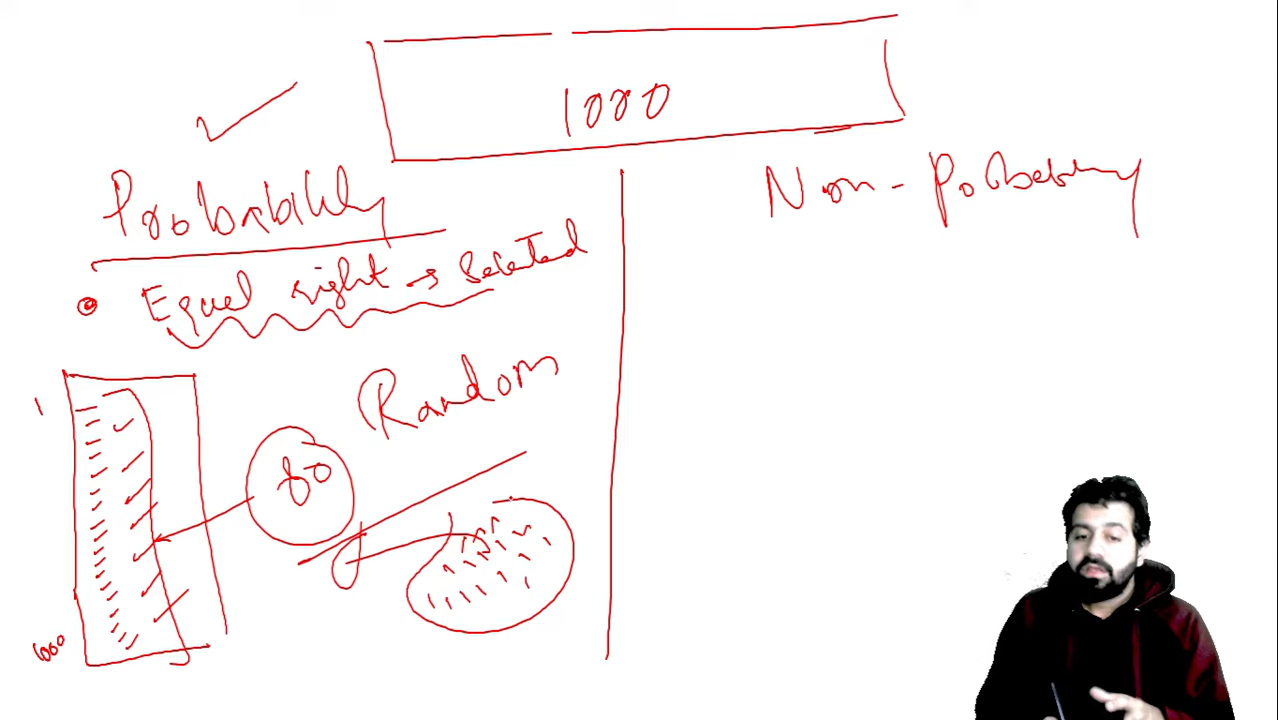 1000
Probability
Non-Probability
Equal right → Selected
Random
1
80
1000